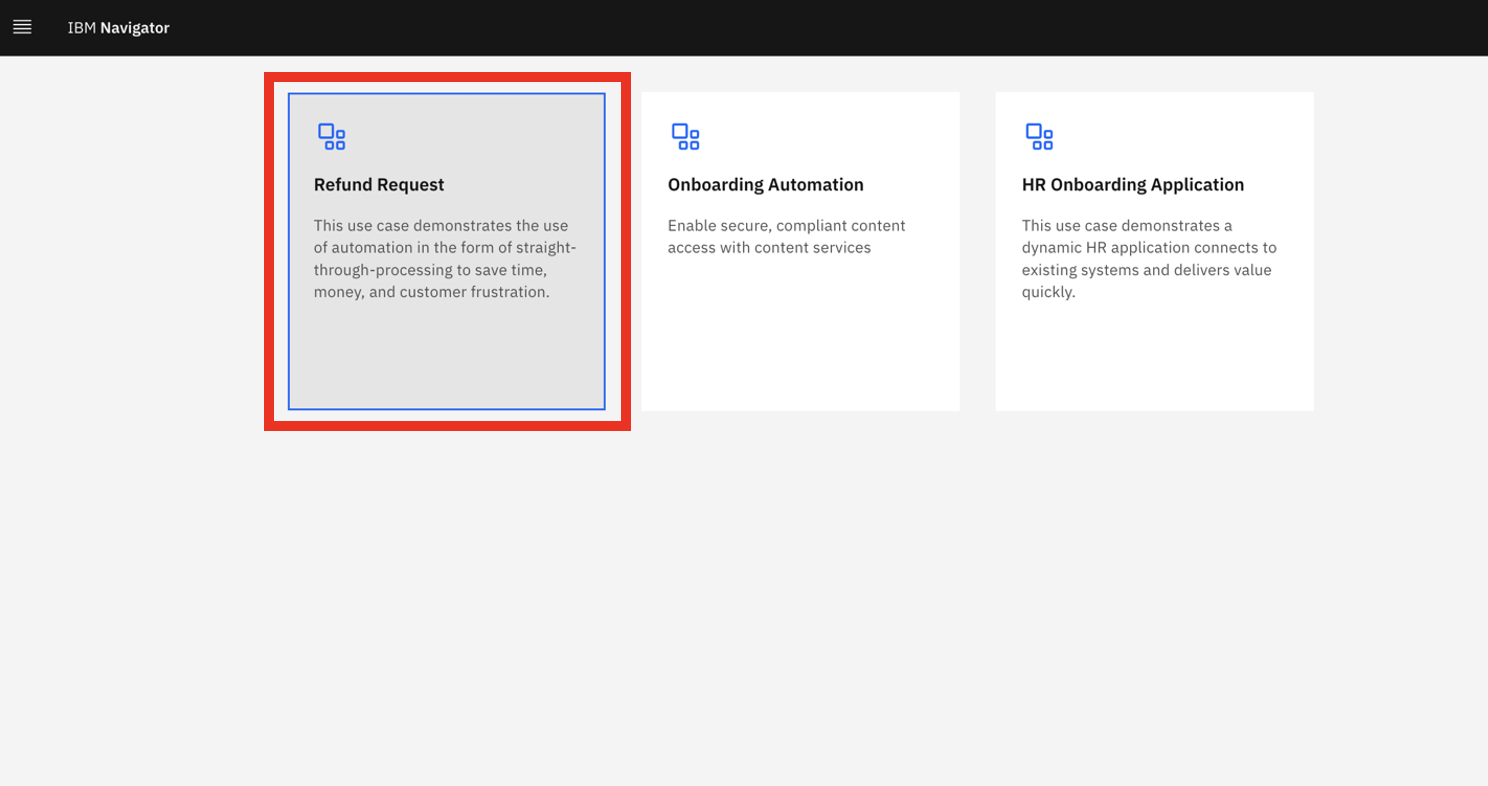 IBM Navigator
Refund Request
This use case demonstrates the use
of automation in the form of straight-
through-processing to save time,
money, and customer frustration.
Onboarding Automation
Enable secure, compliant content
access with content services
HR Onboarding Application
This use case demonstrates a
dynamic HR application connects to
existing systems and delivers value
quickly.